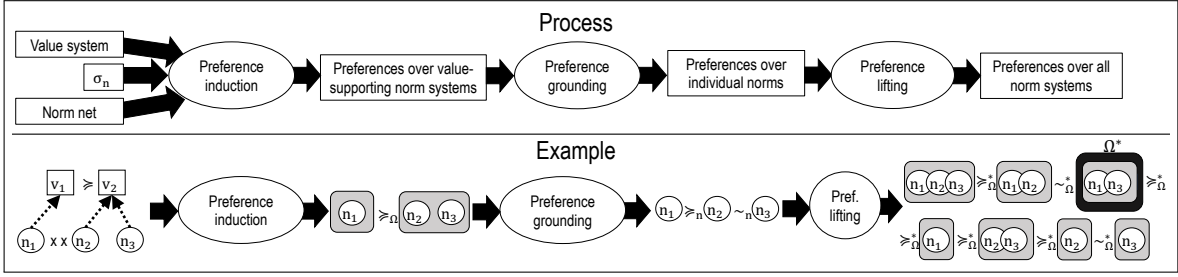 Process
Value system
σn
Norm net
Preference
induction
Preferences over value-
supporting norm systems
Preference
grounding
Preferences over
individual norms
Preference
lifting
Preferences over all
norm systems
Example
v1 ≽ v2
n1 x x n2 n3
Preference
induction
n1 ≽Ω n2 n3
Preference
grounding
n1 ≽n n2 ~n n3
Pref.
lifting
Ω*
n1 n2 n3 ≽*Ω n1 n2 ~*Ω n1 n3 ≽*Ω
≽*Ω n1 ≽*Ω n2 n3 ≽*Ω n2 ~*Ω n3